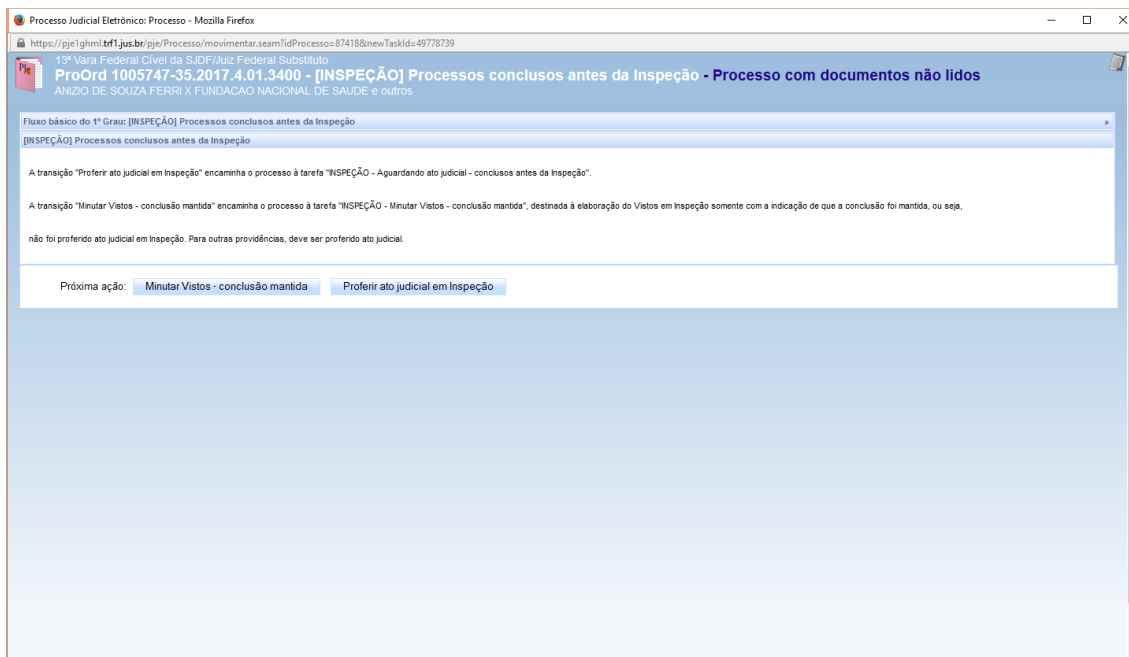 Processo Judicial Eletrônico: Processo - Mozilla Firefox
https://pje1ghml.trf1.jus.br/pje/Processo/movimentar.seam?idProcesso=87418&newTaskId=49778739
PJe
13ª Vara Federal Cível da SJDF/Juiz Federal Substituto
ProOrd 1005747-35.2017.4.01.3400 - [INSPEÇÃO] Processos conclusos antes da Inspeção - Processo com documentos não lidos
ANIZIO DE SOUZA FERRI X FUNDACAO NACIONAL DE SAUDE e outros
Fluxo básico do 1º Grau: [INSPEÇÃO] Processos conclusos antes da Inspeção »
[INSPEÇÃO] Processos conclusos antes da Inspeção
A transição "Proferir ato judicial em Inspeção" encaminha o processo à tarefa "INSPEÇÃO - Aguardando ato judicial - conclusos antes da Inspeção".
A transição "Minutar Vistos - conclusão mantida" encaminha o processo à tarefa "INSPEÇÃO - Minutar Vistos - conclusão mantida", destinada à elaboração do Vistos em Inspeção somente com a indicação de que a conclusão foi mantida, ou seja,
não foi proferido ato judicial em Inspeção. Para outras providências, deve ser proferido ato judicial.
Próxima ação: Minutar Vistos - conclusão mantida Proferir ato judicial em Inspeção